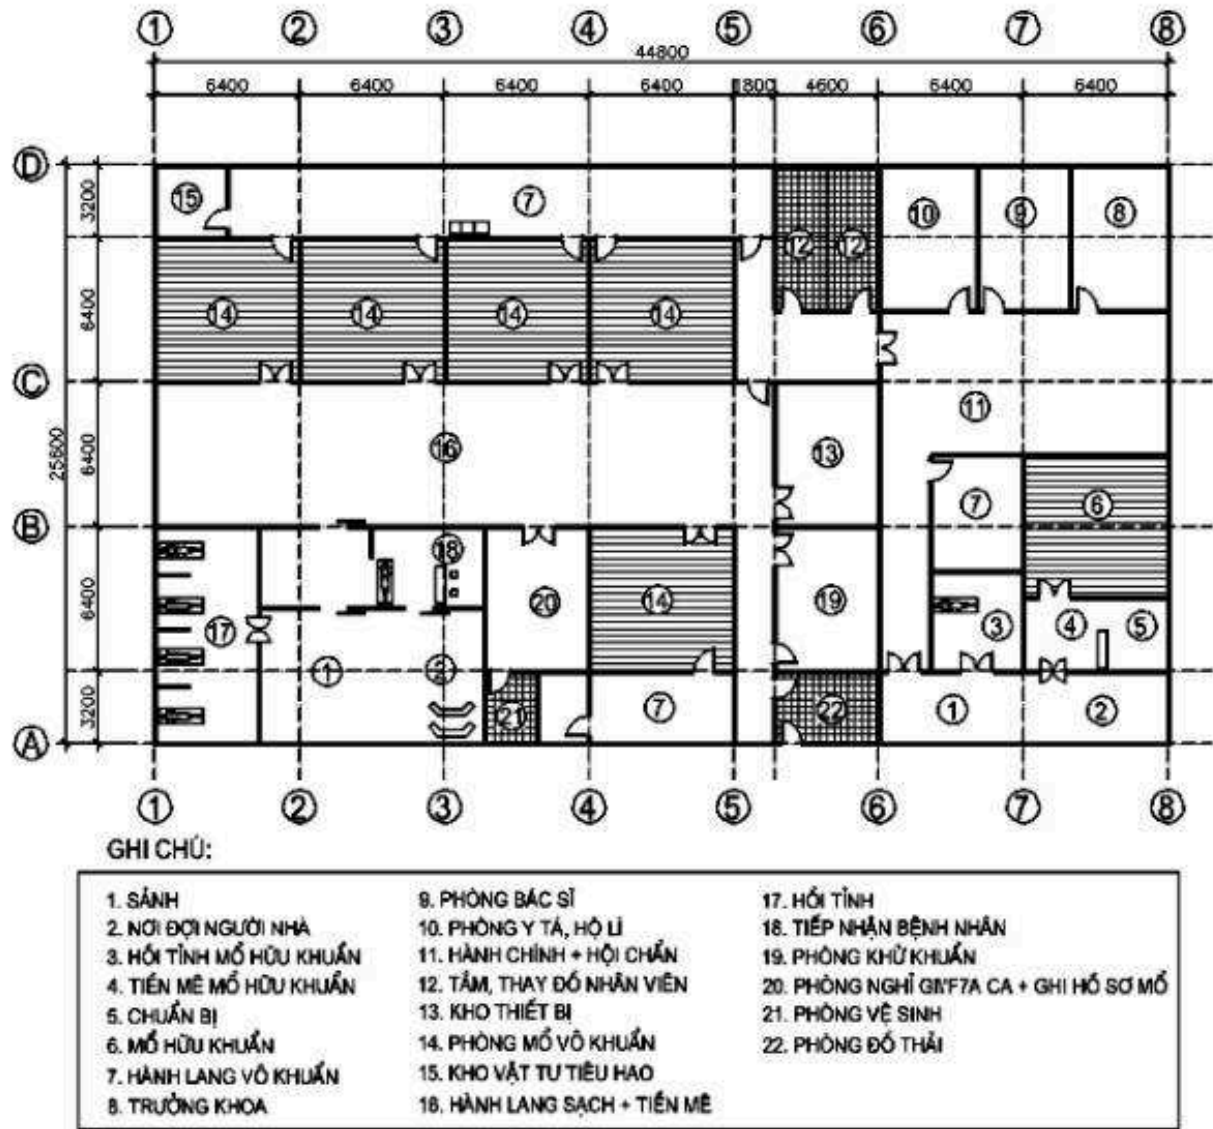 1 2 3 4 5 6 7 8
44800
6400 6400 6400 6400 1800 4600 6400 6400
D
3200
15 7 10 9 8
12 12
6400
14 14 14 14
C
11
25600
6400
16 13
7 6
B
18
6400
17 20 14 19 3 4 5
1 2
3200
21 7 22 1 2
A
1 2 3 4 5 6 7 8
GHI CHÚ:
1. SẢNH
2. NƠI ĐỢI NGƯỜI NHÀ
3. HỒI TỈNH MỔ HỮU KHUẨN
4. TIỀN MÊ MỔ HỮU KHUẨN
5. CHUẨN BỊ
6. MỔ HỮU KHUẨN
7. HÀNH LANG VÔ KHUẨN
8. TRƯỞNG KHOA
9. PHÒNG BÁC SĨ
10. PHÒNG Y TÁ, HỘ LÍ
11. HÀNH CHÍNH + HỘI CHẨN
12. TẮM, THAY ĐỒ NHÂN VIÊN
13. KHO THIẾT BỊ
14. PHÒNG MỔ VÔ KHUẨN
15. KHO VẬT TƯ TIÊU HAO
16. HÀNH LANG SẠCH + TIỀN MÊ
17. HỒI TỈNH
18. TIẾP NHẬN BỆNH NHÂN
19. PHÒNG KHỬ KHUẨN
20. PHÒNG NGHỈ GI\'F7A CA + GHI HỒ SƠ MỔ
21. PHÒNG VỆ SINH
22. PHÒNG ĐỒ THẢI